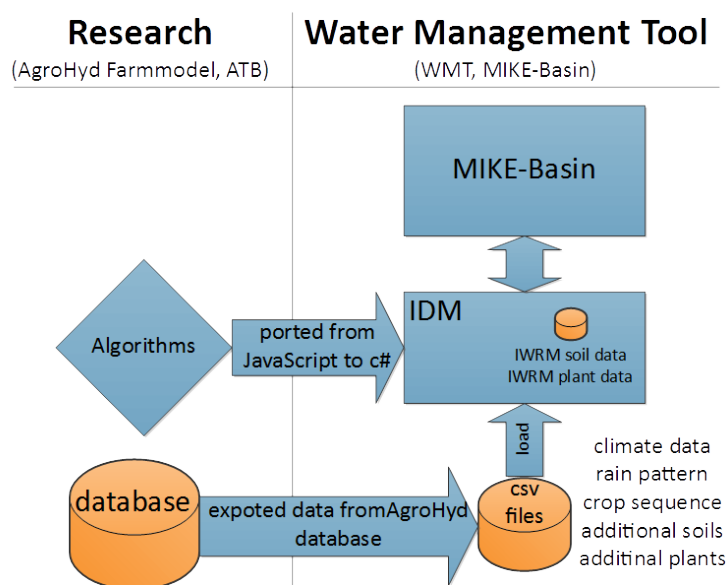 Research
(AgroHyd Farmmodel, ATB)
Water Management Tool
(WMT, MIKE-Basin)
MIKE-Basin
Algorithms
ported from
JavaScript to c#
IDM
IWRM soil data
IWRM plant data
load
database
expoted data fromAgroHyd
database
csv
files
climate data
rain pattern
crop sequence
additional soils
additinal plants